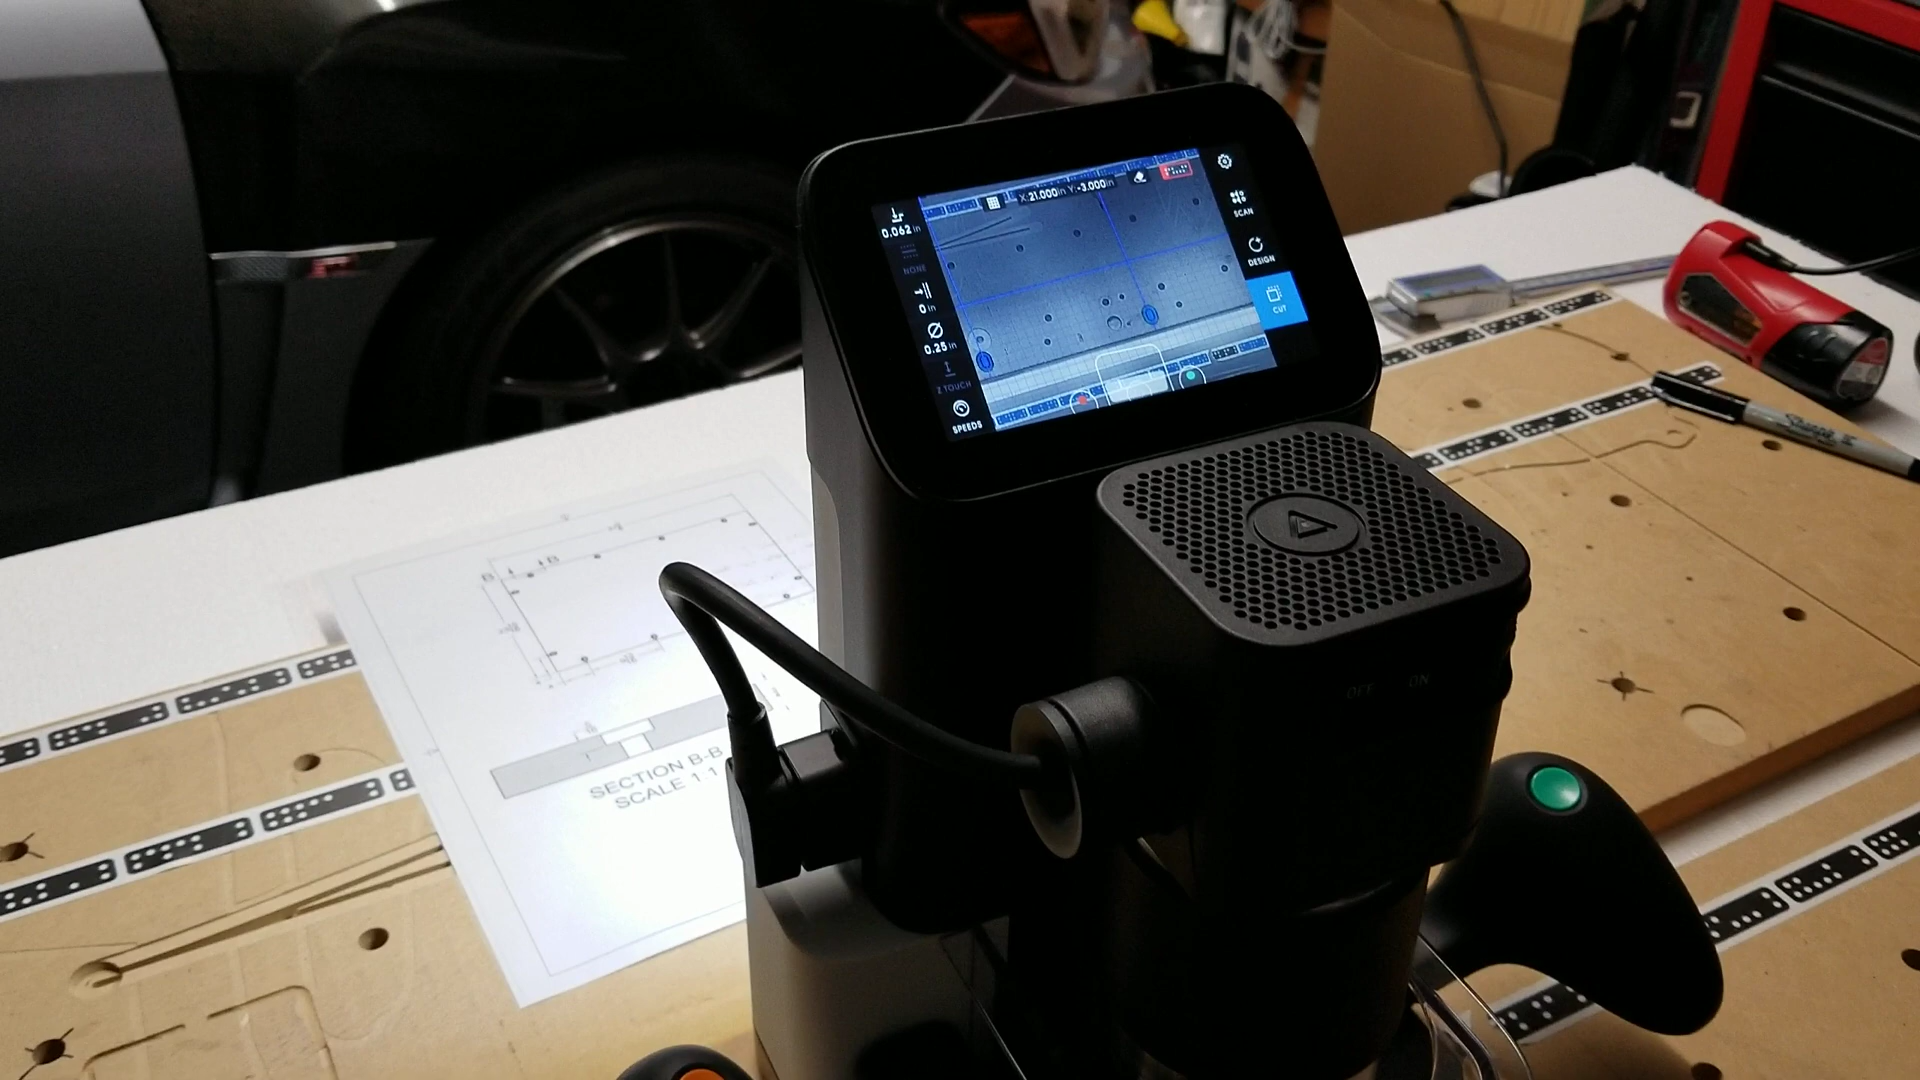 0.062 in
NONE
0 in
0.25 in
Z TOUCH
SPEEDS
X:21.000in Y:-3.000in
SCAN
DESIGN
CUT
OFF ON
B B
SECTION B-B
SCALE 1:1
Sharpie